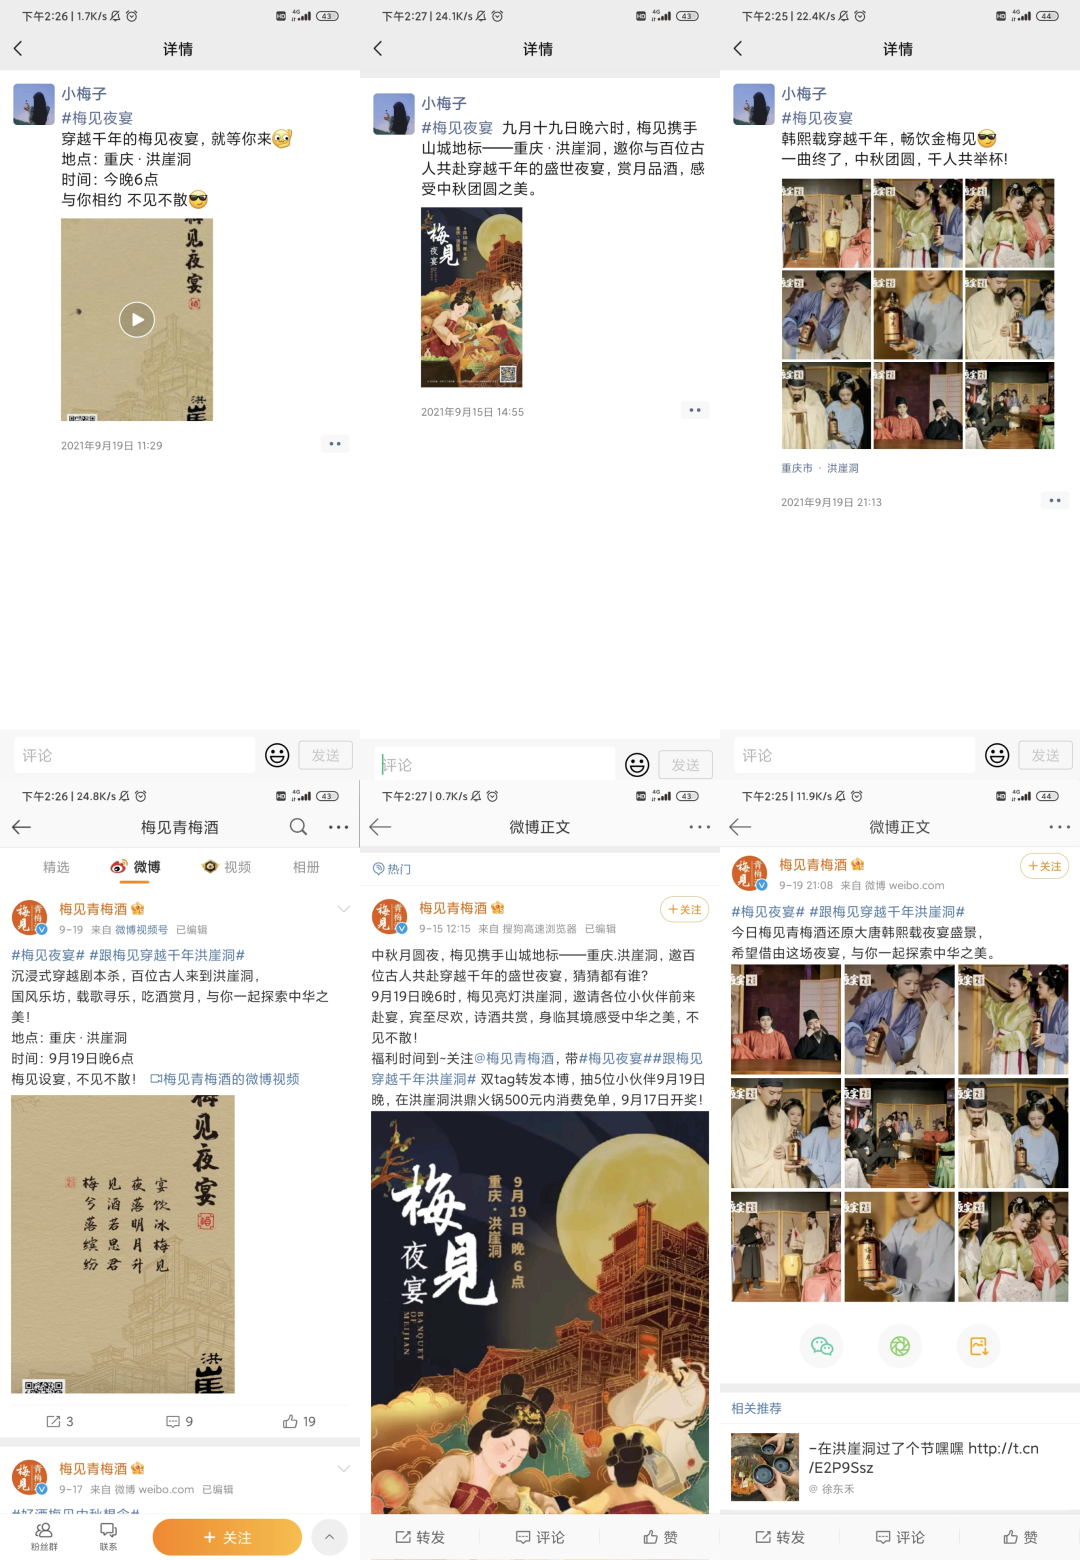 下午2:26 | 1.7K/s
43
详情
小梅子
#梅见夜宴
穿越千年的梅见夜宴，就等你来
地点：重庆 · 洪崖洞
时间：今晚6点
与你相约 不见不散
梅见夜宴
洪崖
2021年9月19日 11:29
评论
发送
下午2:27 | 24.1K/s
43
详情
小梅子
#梅见夜宴 九月十九日晚六时，梅见携手
山城地标——重庆 · 洪崖洞，邀你与百位古
人共赴穿越千年的盛世夜宴，赏月品酒，感
受中秋团圆之美。
梅見
夜宴
重庆·洪崖洞
9月19日 晚6点
2021年9月15日 14:55
评论
发送
下午2:25 | 22.4K/s
44
详情
小梅子
#梅见夜宴
韩熙载穿越千年，畅饮金梅见
一曲终了，中秋团圆，千人共举杯!
重庆市 · 洪崖洞
2021年9月19日 21:13
评论
发送
下午2:26 | 24.8K/s
43
梅见青梅酒
精选
微博
视频
相册
梅见青梅酒
9-19 来自 微博视频号 已编辑
#梅见夜宴# #跟梅见穿越千年洪崖洞#
沉浸式穿越剧本杀，百位古人来到洪崖洞，
国风乐坊，载歌寻乐，吃酒赏月，与你一起探索中华之
美！
地点：重庆 · 洪崖洞
时间：9月19日晚6点
梅见设宴，不见不散！ 梅见青梅酒的微博视频
梅见夜宴
宴饮冰梅见
夜落明月升
见酒若思君
梅兮落缤纷
洪崖
3
9
19
梅见青梅酒
9-17 来自 微博 weibo.com 已编辑
#好酒梅见中秋想念#
粉丝群
联系
+ 关注
下午2:27 | 0.7K/s
43
微博正文
热门
梅见青梅酒
+关注
9-15 12:15 来自 搜狗高速浏览器 已编辑
中秋月圆夜，梅见携手山城地标——重庆.洪崖洞，邀百
位古人共赴穿越千年的盛世夜宴，猜猜都有谁？
9月19日晚6时，梅见亮灯洪崖洞，邀请各位小伙伴前来
赴宴，宾至尽欢，诗酒共赏，身临其境感受中华之美，不
见不散！
福利时间到~关注@梅见青梅酒，带#梅见夜宴##跟梅见
穿越千年洪崖洞# 双tag转发本博，抽5位小伙伴9月19日
晚，在洪崖洞洪鼎火锅500元内消费免单，9月17日开奖！
梅見
夜宴
BANQUET
OF
MEIJIAN
重庆·洪崖洞
9月19日 晚6点
转发
评论
赞
下午2:25 | 11.9K/s
44
微博正文
梅见青梅酒
+关注
9-19 21:08 来自 微博 weibo.com
#梅见夜宴# #跟梅见穿越千年洪崖洞#
今日梅见青梅酒还原大唐韩熙载夜宴盛景，
希望借由这场夜宴，与你一起探索中华之美。
相关推荐
-在洪崖洞过了个节嘿嘿 http://t.cn
/E2P9Ssz
@ 徐东禾
转发
评论
赞